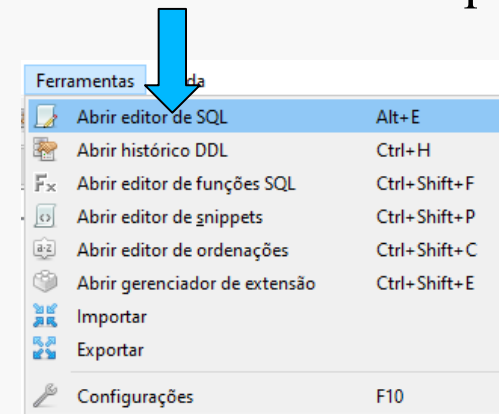 Ferramentas
Abrir editor de SQL Alt+E
Abrir histórico DDL Ctrl+H
Abrir editor de funções SQL Ctrl+Shift+F
Abrir editor de snippets Ctrl+Shift+P
Abrir editor de ordenações Ctrl+Shift+C
Abrir gerenciador de extensão Ctrl+Shift+E
Importar
Exportar
Configurações F10